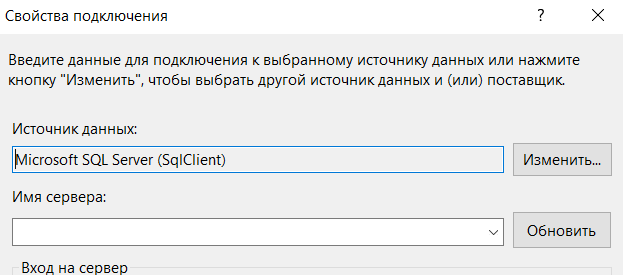 Свойства подключения
Введите данные для подключения к выбранному источнику данных или нажмите
кнопку "Изменить", чтобы выбрать другой источник данных и (или) поставщик.
Источник данных:
Microsoft SQL Server (SqlClient)
Изменить...
Имя сервера:
Обновить
Вход на сервер